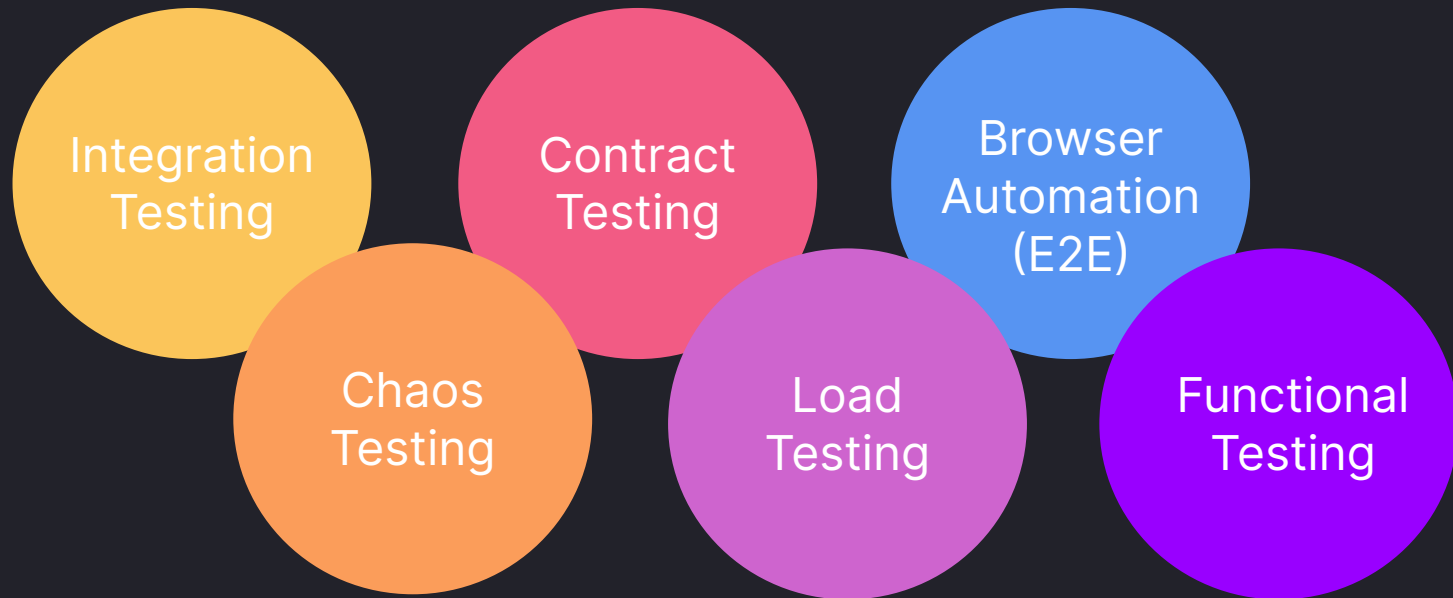 Integration
Testing
Contract
Testing
Browser
Automation
(E2E)
Chaos
Testing
Load
Testing
Functional
Testing